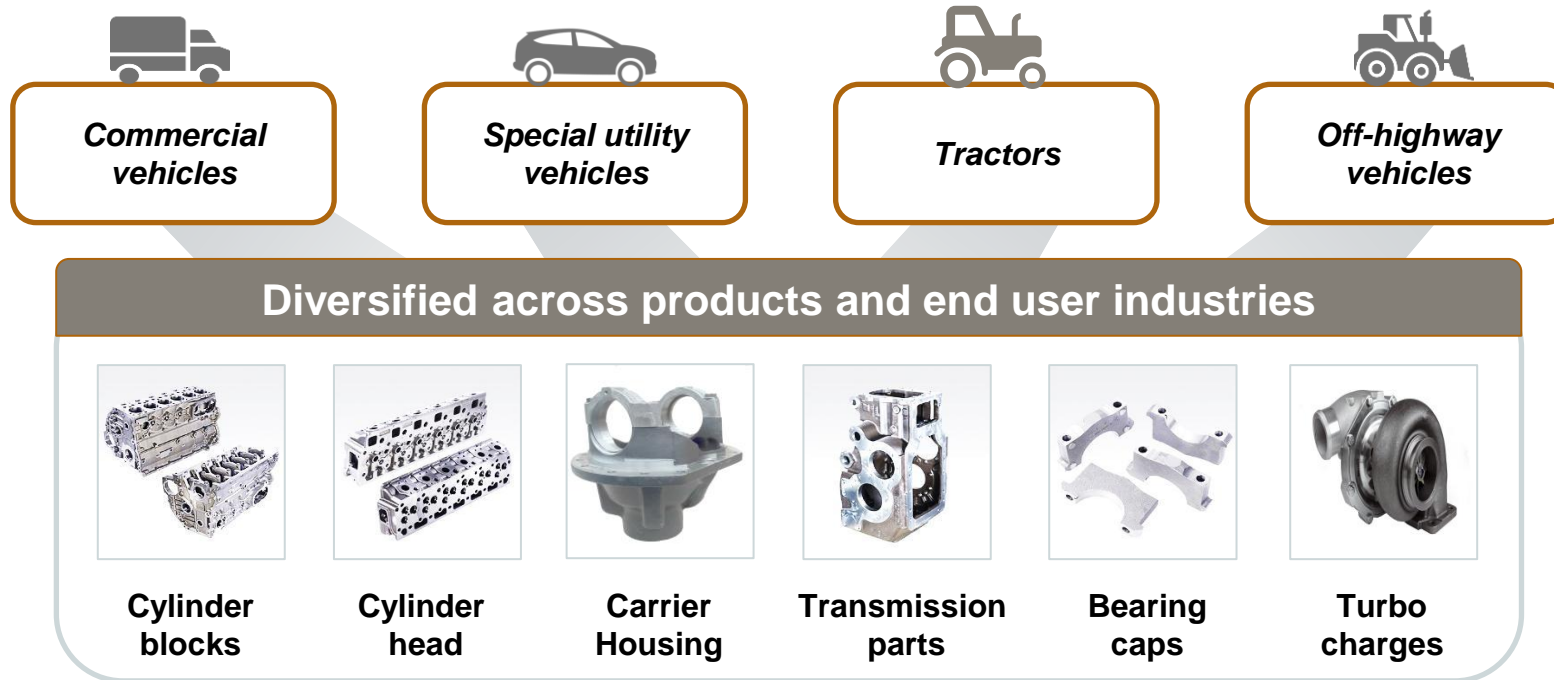 Commercial
vehicles
Special utility
vehicles
Tractors
Off-highway
vehicles
Diversified across products and end user industries
Cylinder
blocks
Cylinder
head
Carrier
Housing
Transmission
parts
Bearing
caps
Turbo
charges